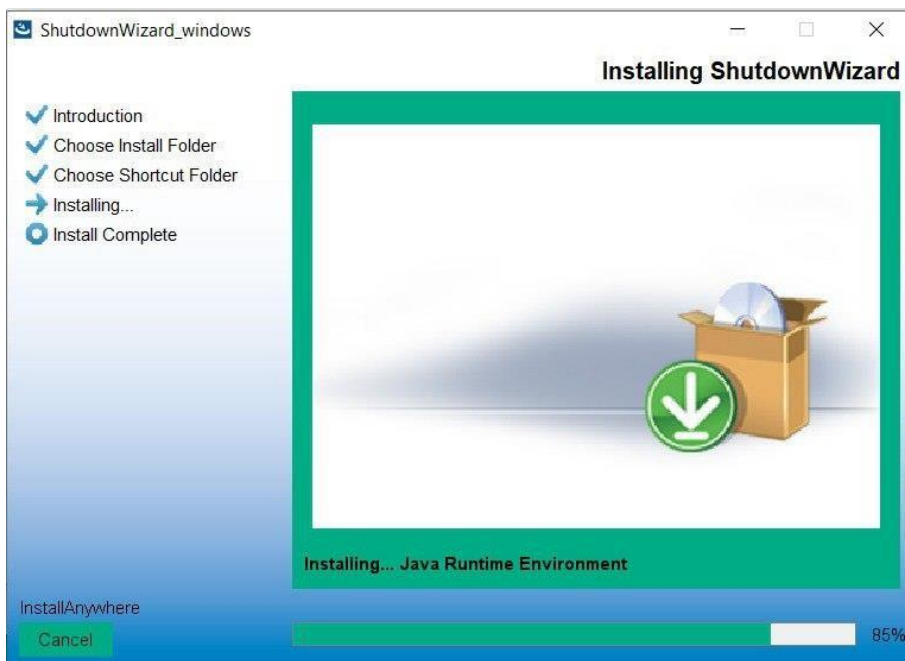 ShutdownWizard_windows
Installing ShutdownWizard
Introduction
Choose Install Folder
Choose Shortcut Folder
Installing...
Install Complete
Installing... Java Runtime Environment
InstallAnywhere
Cancel
85%